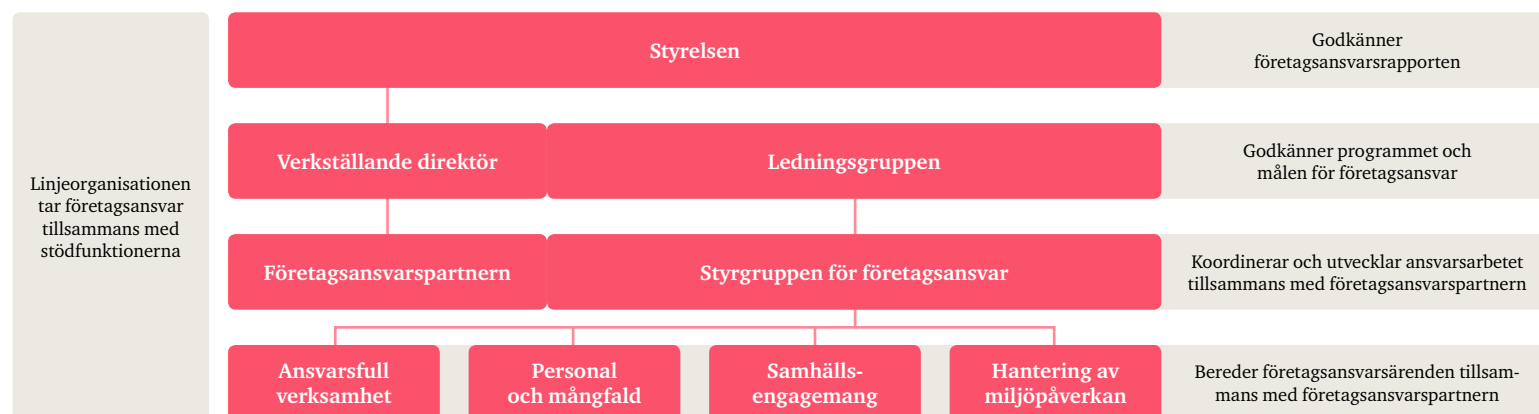 Linjeorganisationen
tar företagsansvar
tillsammans med
stödfunktionerna
Styrelsen
Godkänner
företagsansvarsrapporten
Verkställande direktör
Ledningsgruppen
Godkänner programmet och
målen för företagsansvar
Företagsansvarspartnern
Styrgruppen för företagsansvar
Koordinerar och utvecklar ansvarsarbetet
tillsammans med företagsansvarspartnern
Ansvarsfull
verksamhet
Personal
och mångfald
Samhälls-
engagemang
Hantering av
miljöpåverkan
Bereder företagsansvarsärenden tillsam-
mans med företagsansvarspartnern